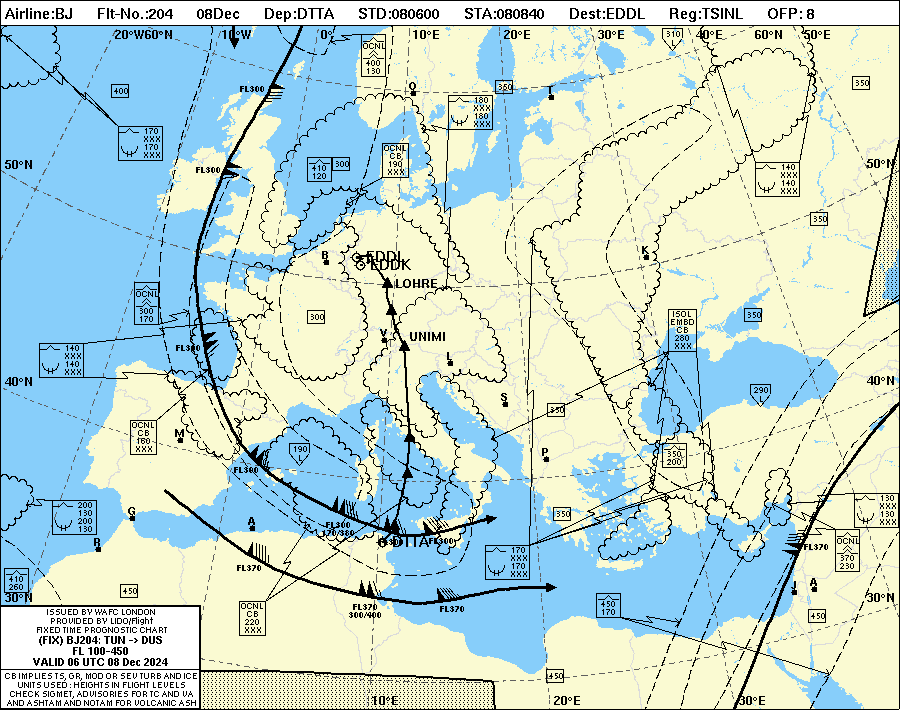 Airline:BJ Flt-No.:204 08Dec Dep:DTTA STD:080600 STA:080840 Dest:EDDL Reg:TSINL OFP: 8
20°W60°N 10°W 0° 10°E 20°E 30°E 40°E 60°N 50°E
OCNL
400
130
310
L
FL300
400
O
350
T
350
180
XXX
180
XXX
170
XXX
170
XXX
50°N
FL300
410
120
300
OCNL
CB
190
XXX
140
XXX
140
XXX
50°N
350
B
EDDL
EDDK
K
LOHRE
OCNL
300
170
300
350
ISOL
EMBD
CB
280
XXX
V
UNIMI
FL300
140
XXX
140
XXX
L
40°N
290
L
40°N
S
350
OCNL
CB
160
XXX
M
190
L
P
350
200
FL300
200
130
200
130
G
A
R
FL300
170/380
DTTA
FL300
350
130
XXX
130
XXX
OCNL
370
230
FL370
170
XXX
170
XXX
FL370
410
260
450
30°N
J
A
450
170
30°N
450
OCNL
CB
220
XXX
FL370
300/400
FL370
450
10°E
20°E
30°E
ISSUED BY WAFC LONDON
PROVIDED BY LIDO/Flight
FIXED TIME PROGNOSTIC CHART
(FIX) BJ204: TUN -> DUS
FL 100-450
VALID 06 UTC 08 Dec 2024
CB IMPLIES TS, GR, MOD OR SEV TURB AND ICE
UNITS USED : HEIGHTS IN FLIGHT LEVELS
CHECK SIGMET, ADVISORIES FOR TC AND VA
AND ASHTAM AND NOTAM FOR VOLCANIC ASH